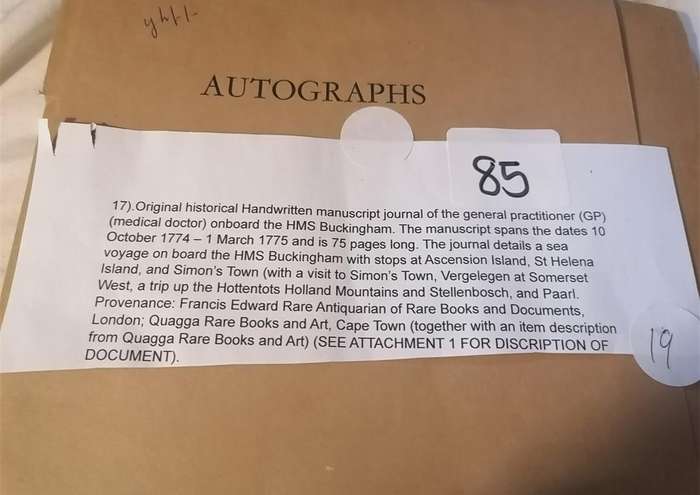 AUTOGRAPHS
85
17).Original historical Handwritten manuscript journal of the general practitioner (GP)
(medical doctor) onboard the HMS Buckingham. The manuscript spans the dates 10
October 1774 – 1 March 1775 and is 75 pages long. The journal details a sea
voyage on board the HMS Buckingham with stops at Ascension Island, St Helena
Island, and Simon's Town (with a visit to Simon's Town, Vergelegen at Somerset
West, a trip up the Hottentots Holland Mountains and Stellenbosch, and Paarl.
Provenance: Francis Edward Rare Antiquarian of Rare Books and Documents,
London; Quagga Rare Books and Art, Cape Town (together with an item description
from Quagga Rare Books and Art) (SEE ATTACHMENT 1 FOR DISCRIPTION OF
DOCUMENT).
19